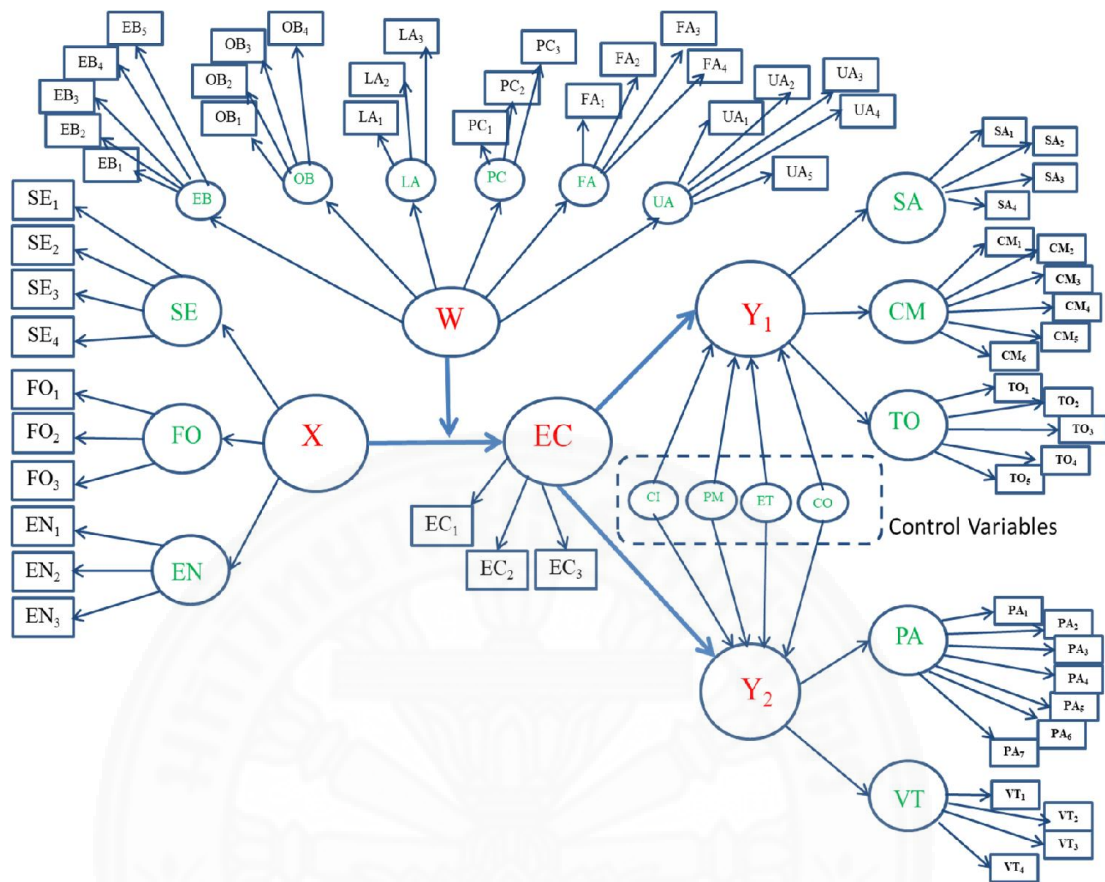 EB₅
EB₄
EB₃
EB₂
EB₁
OB₄
OB₃
OB₂
OB₁
LA₃
LA₂
LA₁
PC₃
PC₂
PC₁
FA₃
FA₂
FA₄
FA₁
UA₃
UA₂
UA₄
UA₁
UA₅
EB
OB
LA
PC
FA
UA
SE₁
SE₂
SE₃
SE₄
SE
W
Y₁
SA
SA₁
SA₂
SA₃
SA₄
CM
CM₁
CM₂
CM₃
CM₄
CM₅
CM₆
FO₁
FO₂
FO₃
FO
X
EC
TO
TO₁
TO₂
TO₃
TO₄
TO₅
CI
PM
ET
CO
Control Variables
EC₁
EC₂
EC₃
EN₁
EN₂
EN₃
EN
Y₂
PA
PA₁
PA₂
PA₃
PA₄
PA₅
PA₆
PA₇
VT
VT₁
VT₂
VT₃
VT₄